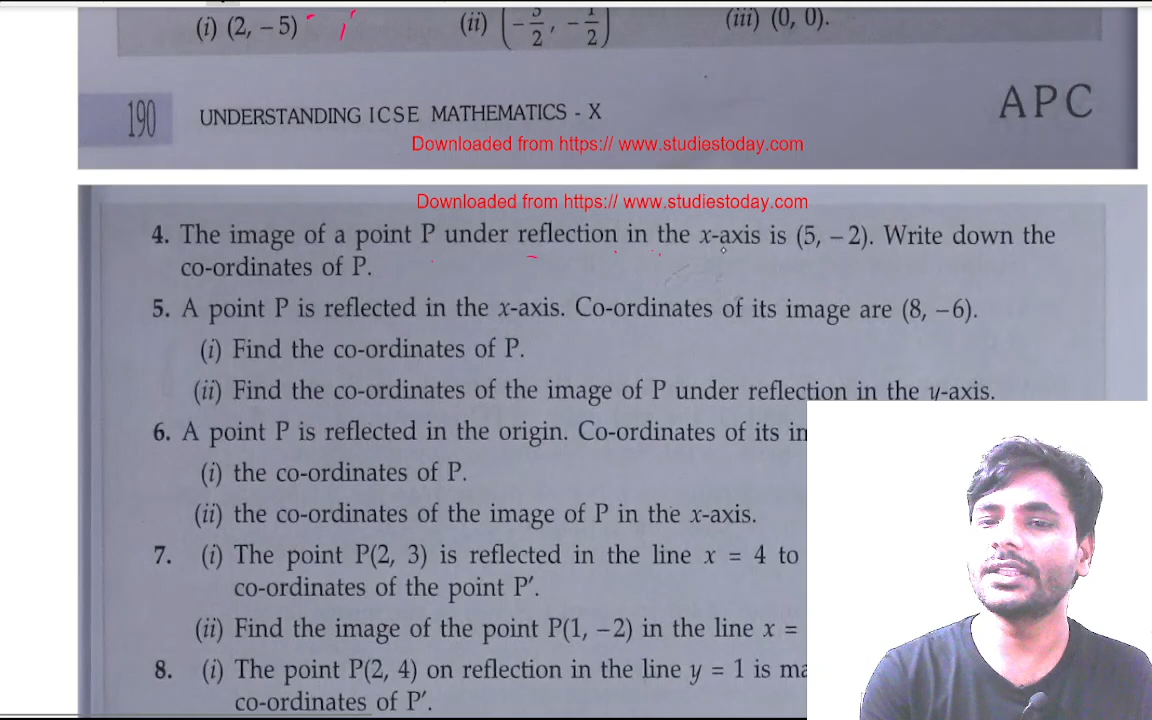 (i) (2, − 5) (ii) (− 3/2, − 1/2) (iii) (0, 0).
190 UNDERSTANDING ICSE MATHEMATICS - X APC
Downloaded from https:// www.studiestoday.com
Downloaded from https:// www.studiestoday.com
4. The image of a point P under reflection in the x-axis is (5, − 2). Write down the
co-ordinates of P.
5. A point P is reflected in the x-axis. Co-ordinates of its image are (8, −6).
(i) Find the co-ordinates of P.
(ii) Find the co-ordinates of the image of P under reflection in the y-axis.
6. A point P is reflected in the origin. Co-ordinates of its
(i) the co-ordinates of P.
(ii) the co-ordinates of the image of P in the x-axis.
7. (i) The point P(2, 3) is reflected in the line x = 4 to
co-ordinates of the point P′.
(ii) Find the image of the point P(1, −2) in the line x =
8. (i) The point P(2, 4) on reflection in the line y = 1 is
co-ordinates of P′.